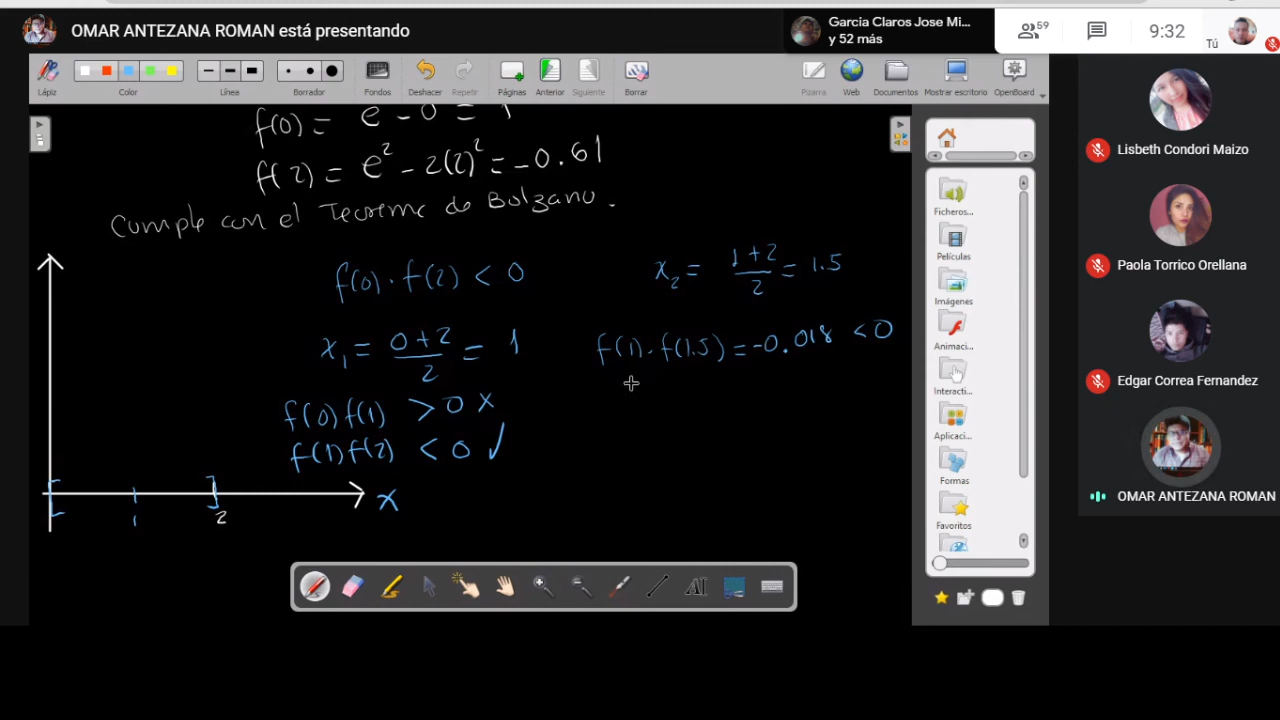 OMAR ANTEZANA ROMAN está presentando
Garcia Claros Jose Mi...
y 52 más
59
9:32
Tú
Lápiz
Color
Línea
Borrador
Fondos
Deshacer
Repetir
Páginas
Anterior
Siguiente
Borrar
Pizarra
Web
Documentos
Mostrar escritorio
OpenBoard
f(0) = e - 0 = 1
f(2) = e² - 2(2)² = -0.61
Cumple con el Teorema de Bolzano.
f(0)·f(2) < 0
x₁ = (0+2)/2 = 1
f(0)f(1) > 0 x
f(1)f(2) < 0 ✓
x
1
2
x₂ = (1+2)/2 = 1.5
f(1)·f(1.5) = -0.018 < 0
Ficheros...
Películas
Imágenes
Animaci...
Interacti...
Aplicaci...
Formas
Favoritos
AI
Lisbeth Condori Maizo
Paola Torrico Orellana
Edgar Correa Fernandez
OMAR ANTEZANA ROMAN